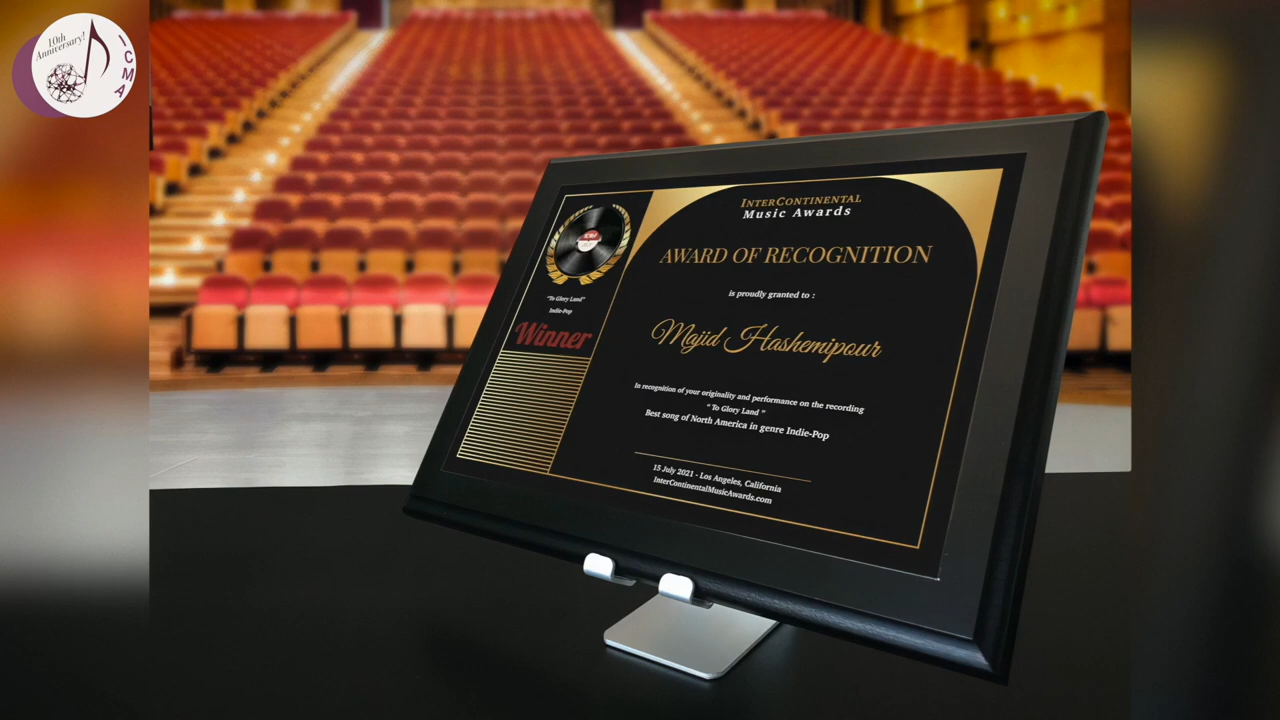 10th
Anniversary!
ICMA
INTERCONTINENTAL
Music Awards
AWARD OF RECOGNITION
is proudly granted to :
Majid Hashemipour
In recognition of your originality and performance on the recording
" To Glory Land "
Best song of North America in genre Indie-Pop
15 July 2021 - Los Angeles, California
InterContinentalMusicAwards.com
"To Glory Land"
Indie-Pop
Winner